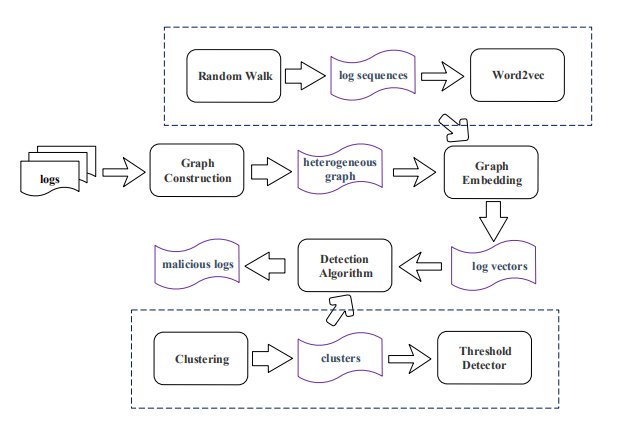 Random Walk
log sequences
Word2vec
logs
Graph
Construction
heterogeneous
graph
Graph
Embedding
malicious logs
Detection
Algorithm
log vectors
Clustering
clusters
Threshold
Detector